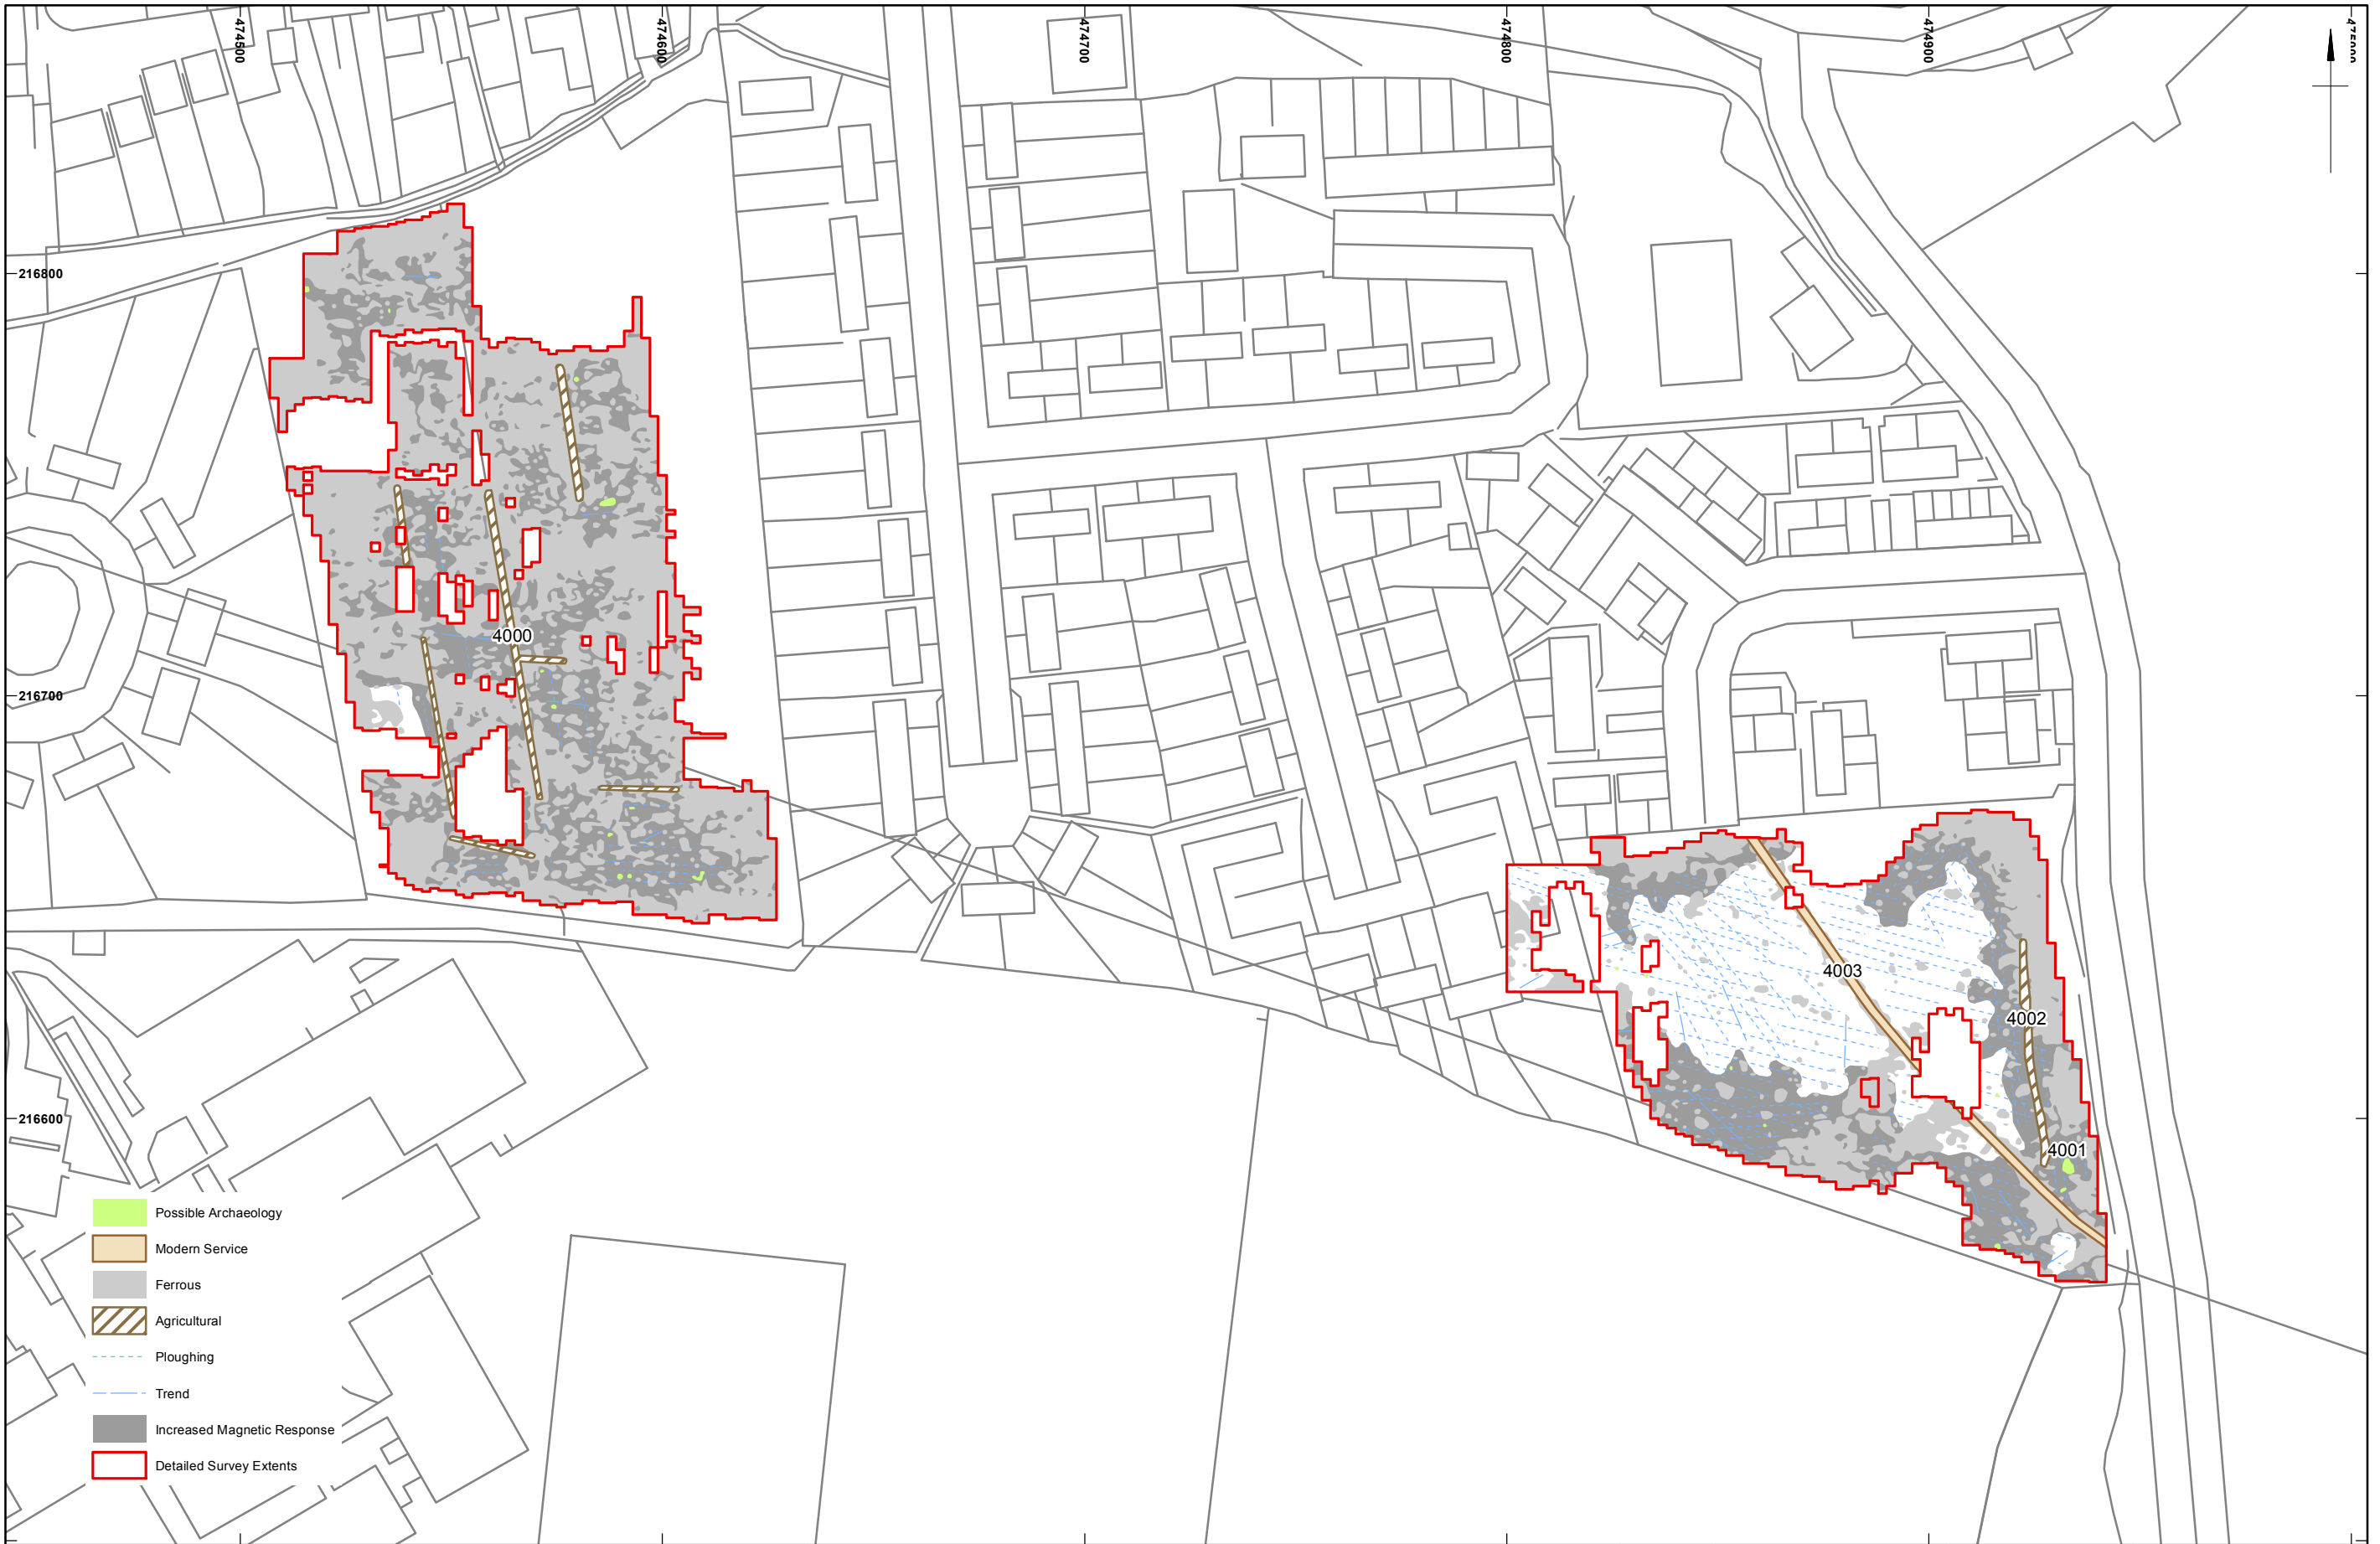 474500
474600
474700
474800
474900
216800
4000
216700
4003
4002
216600
4001
Possible Archaeology
Modern Service
Ferrous
Agricultural
Ploughing
Trend
Increased Magnetic Response
Detailed Survey Extents